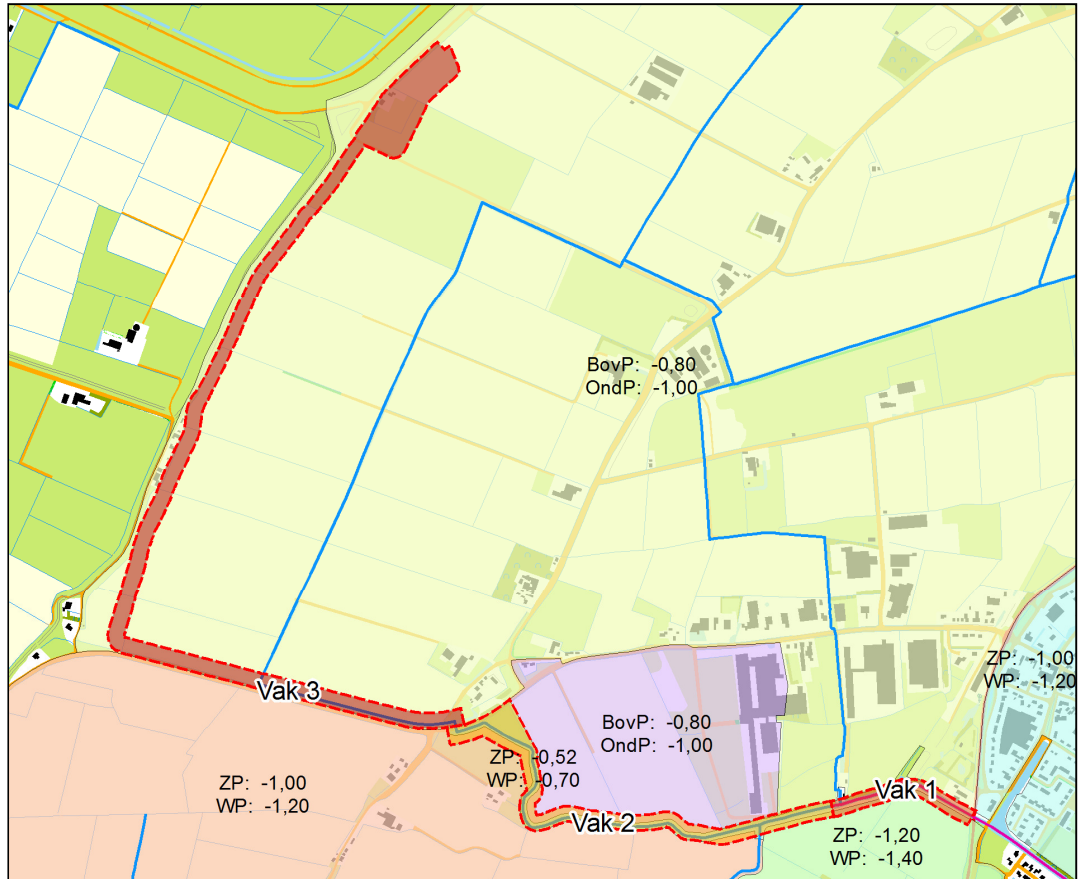 BovP: -0,80
OndP: -1,00
ZP: -1,00
WP: -1,20
Vak 3
BovP: -0,80
OndP: -1,00
ZP: -0,52
WP: -0,70
ZP: -1,00
WP: -1,20
Vak 1
Vak 2
ZP: -1,20
WP: -1,40